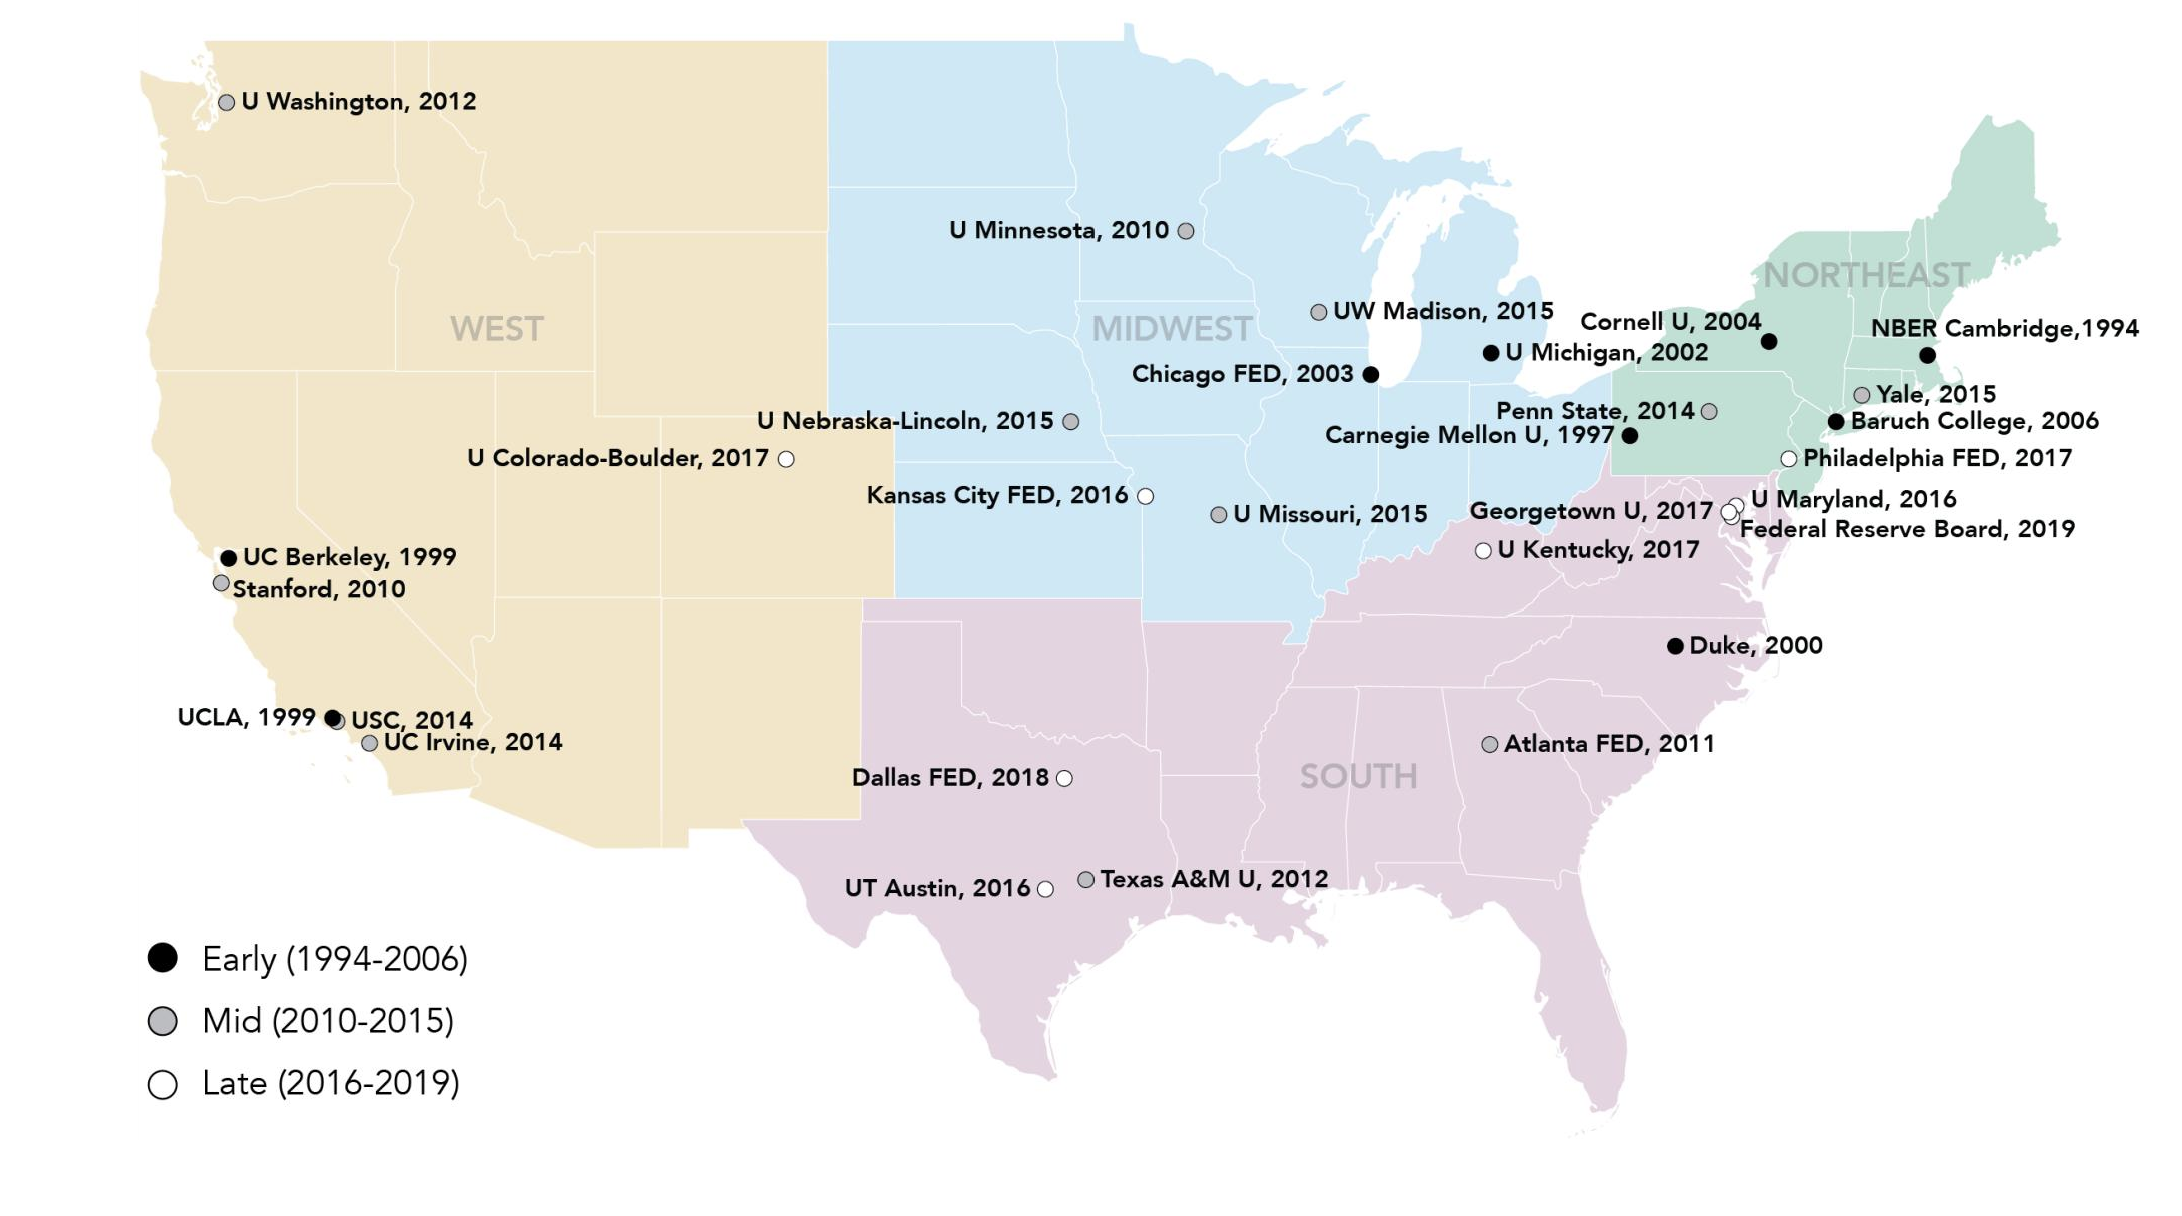 U Washington, 2012
U Minnesota, 2010
NORTHEAST
UW Madison, 2015
Cornell U, 2004
WEST
MIDWEST
NBER Cambridge,1994
U Michigan, 2002
Chicago FED, 2003
Yale, 2015
Penn State, 2014
U Nebraska-Lincoln, 2015
Baruch College, 2006
Carnegie Mellon U, 1997
U Colorado-Boulder, 2017
Philadelphia FED, 2017
Kansas City FED, 2016
U Maryland, 2016
Georgetown U, 2017
U Missouri, 2015
Federal Reserve Board, 2019
U Kentucky, 2017
UC Berkeley, 1999
Stanford, 2010
Duke, 2000
UCLA, 1999
USC, 2014
UC Irvine, 2014
Atlanta FED, 2011
Dallas FED, 2018
SOUTH
Texas A&M U, 2012
UT Austin, 2016
Early (1994-2006)
Mid (2010-2015)
Late (2016-2019)